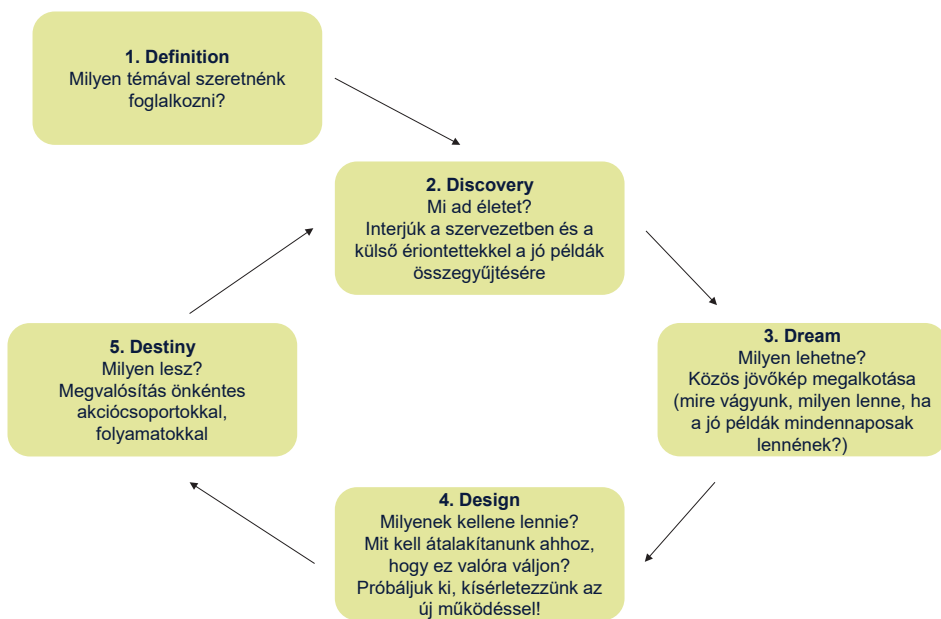 1. Definition
Milyen témával szeretnénk
foglalkozni?
2. Discovery
Mi ad életet?
Interjúk a szervezetben és a
külső ériontettekkel a jó példák
összegyűjtésére
3. Dream
Milyen lehetne?
Közös jövőkép megalkotása
(mire vágyunk, milyen lenne, ha
a jó példák mindennaposak
lennének?)
4. Design
Milyenek kellene lennie?
Mit kell átalakítanunk ahhoz,
hogy ez valóra váljon?
Próbáljuk ki, kísérletezzünk az
új működéssel!
5. Destiny
Milyen lesz?
Megvalósítás önkéntes
akciócsoportokkal,
folyamatokkal